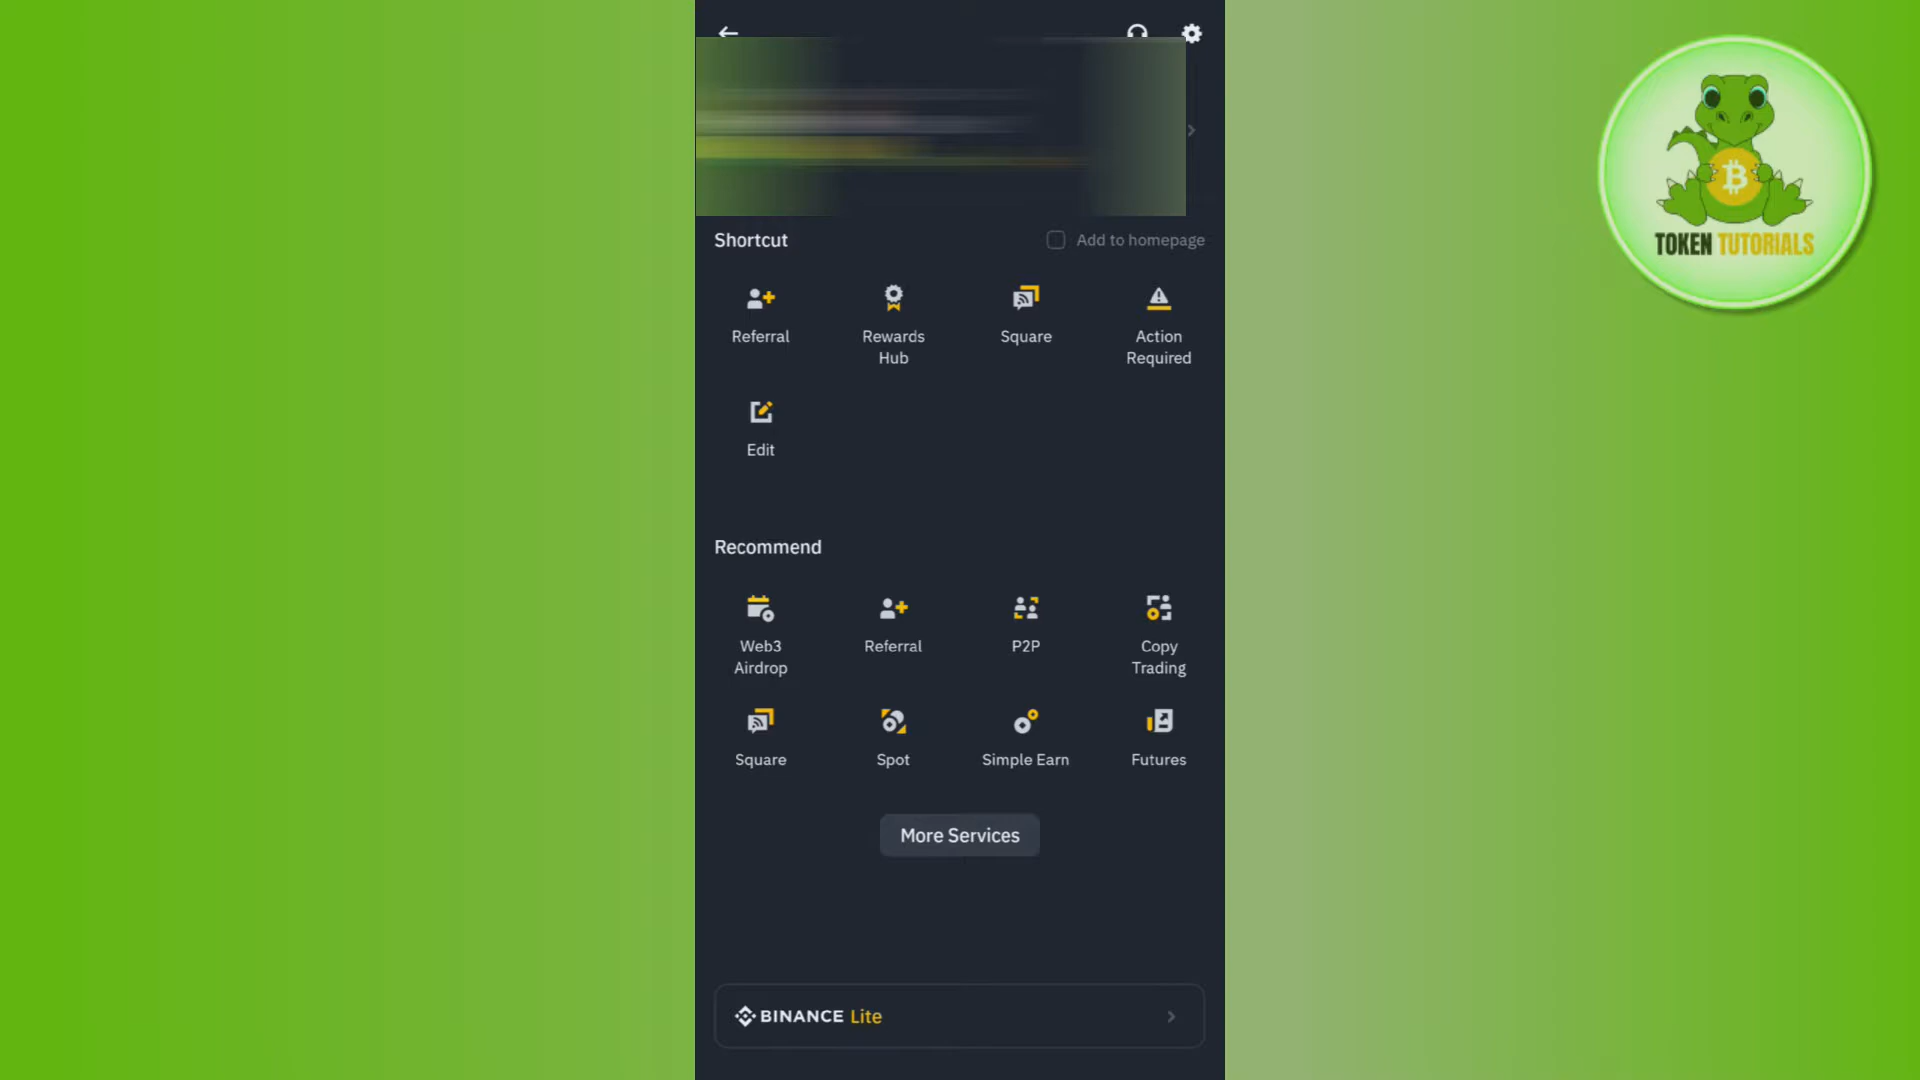 TOKEN TUTORIALS
Shortcut
Add to homepage
Referral
Rewards
Hub
Square
Action
Required
Edit
Recommend
Web3
Airdrop
Referral
P2P
Copy
Trading
Square
Spot
Simple Earn
Futures
More Services
BINANCE Lite